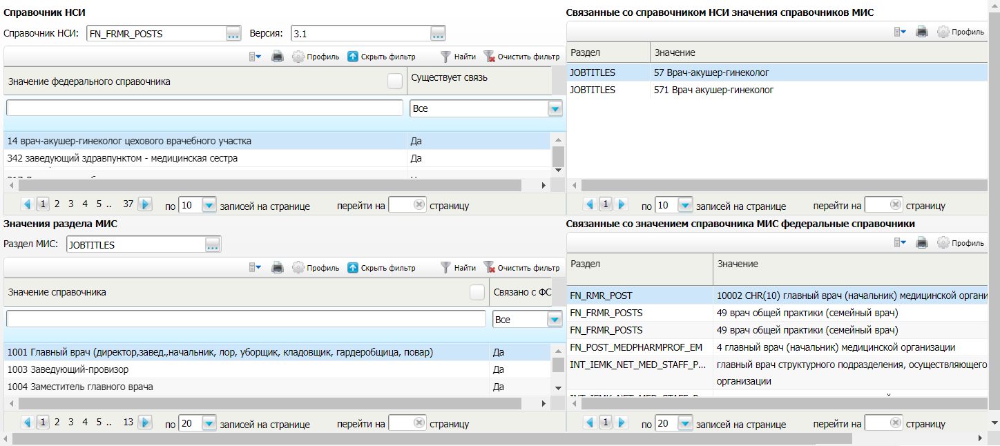 Справочник НСИ
Справочник НСИ: FN_FRMR_POSTS ... Версия: 3.1 ...
Профиль Скрыть фильтр Найти Очистить фильтр
Значение федерального справочника Существует связь
Все
14 врач-акушер-гинеколог цехового врачебного участка Да
342 заведующий здравпунктом - медицинская сестра Да
1 2 3 4 5 .. 37 по 10 записей на странице перейти на страницу
Связанные со справочником НСИ значения справочников МИС
Профиль
Раздел Значение
JOBTITLES 57 Врач-акушер-гинеколог
JOBTITLES 571 Врач акушер-гинеколог
1 по 10 записей на странице перейти на страницу
Значения раздела МИС
Раздел МИС: JOBTITLES ...
Профиль Скрыть фильтр Найти Очистить фильтр
Значение справочника Связано с ФС
Все
1001 Главный врач (директор,завед.,начальник, лор, уборщик, кладовщик, гардеробщица, повар) Да
1003 Заведующий-провизор Да
1004 Заместитель главного врача Да
1 2 3 4 5 .. 13 по 20 записей на странице перейти на страницу
Связанные со значением справочника МИС федеральные справочники
Профиль
Раздел Значение
FN_RMR_POST 10002 CHR(10) главный врач (начальник) медицинской органи
FN_FRMR_POSTS 49 врач общей практики (семейный врач)
FN_FRMR_POSTS 49 врач общей практики (семейный врач)
FN_POST_MEDPHARMPROF_EM 4 главный врач (начальник) медицинской организации
INT_IEMK_NET_MED_STAFF_P... главный врач структурного подразделения, осуществляющего
организации
1 по 20 записей на странице перейти на страницу